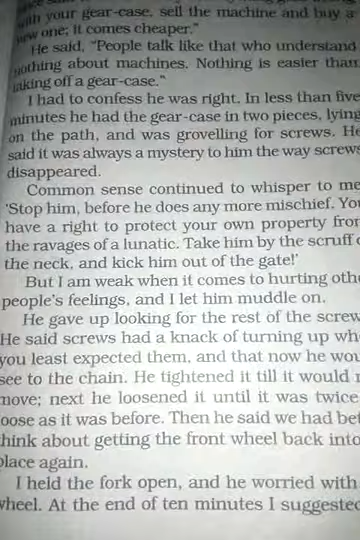 with your gear-case, sell the machine and buy a
new one; it comes cheaper."
He said, "People talk like that who understand
nothing about machines. Nothing is easier than
taking off a gear-case."
I had to confess he was right. In less than five
minutes he had the gear-case in two pieces, lying
on the path, and was grovelling for screws. He
said it was always a mystery to him the way screws
disappeared.
Common sense continued to whisper to me
'Stop him, before he does any more mischief. You
have a right to protect your own property from
the ravages of a lunatic. Take him by the scruff o
the neck, and kick him out of the gate!'
But I am weak when it comes to hurting othe
people's feelings, and I let him muddle on.
He gave up looking for the rest of the screw
He said screws had a knack of turning up wh
you least expected them, and that now he wou
see to the chain. He tightened it till it would
move; next he loosened it until it was twice
oose as it was before. Then he said we had bet
think about getting the front wheel back into
place again.
I held the fork open, and he worried with
wheel. At the end of ten minutes I suggested